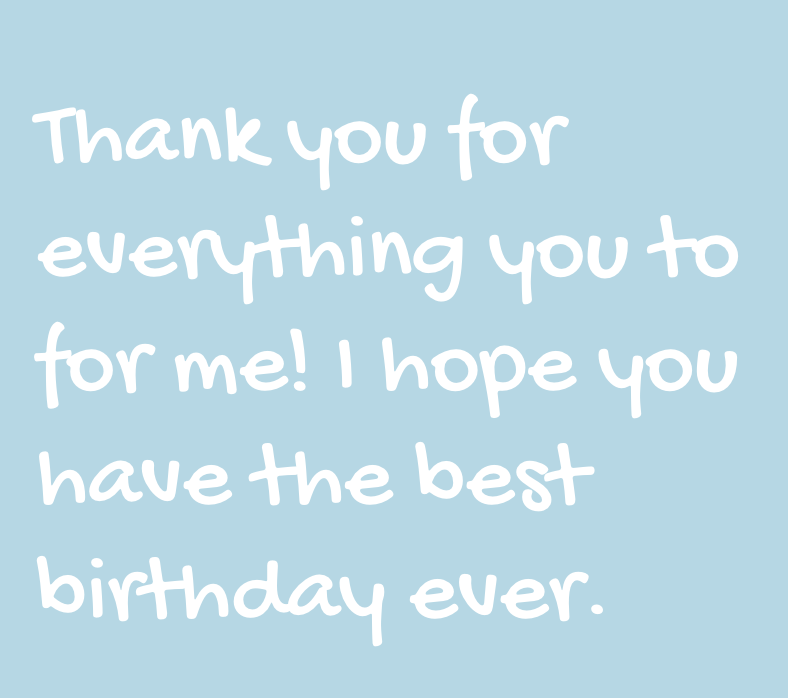 Thank you for
everything you to
for me! I hope you
have the best
birthday ever.